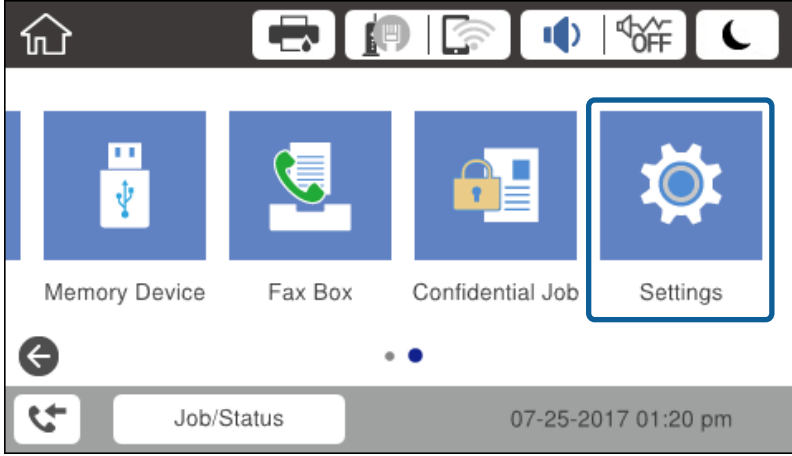 OFF
Memory Device
Fax Box
Confidential Job
Settings
Job/Status
07-25-2017 01:20 pm